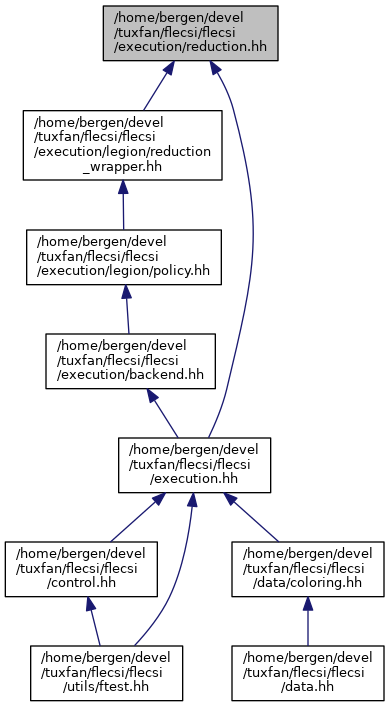 /home/bergen/devel
/tuxfan/flecsi/flecsi
/execution/reduction.hh
/home/bergen/devel
/tuxfan/flecsi/flecsi
/execution/legion/reduction
_wrapper.hh
/home/bergen/devel
/tuxfan/flecsi/flecsi
/execution/legion/policy.hh
/home/bergen/devel
/tuxfan/flecsi/flecsi
/execution/backend.hh
/home/bergen/devel
/tuxfan/flecsi/flecsi
/execution.hh
/home/bergen/devel
/tuxfan/flecsi/flecsi
/control.hh
/home/bergen/devel
/tuxfan/flecsi/flecsi
/data/coloring.hh
/home/bergen/devel
/tuxfan/flecsi/flecsi
/utils/ftest.hh
/home/bergen/devel
/tuxfan/flecsi/flecsi
/data.hh